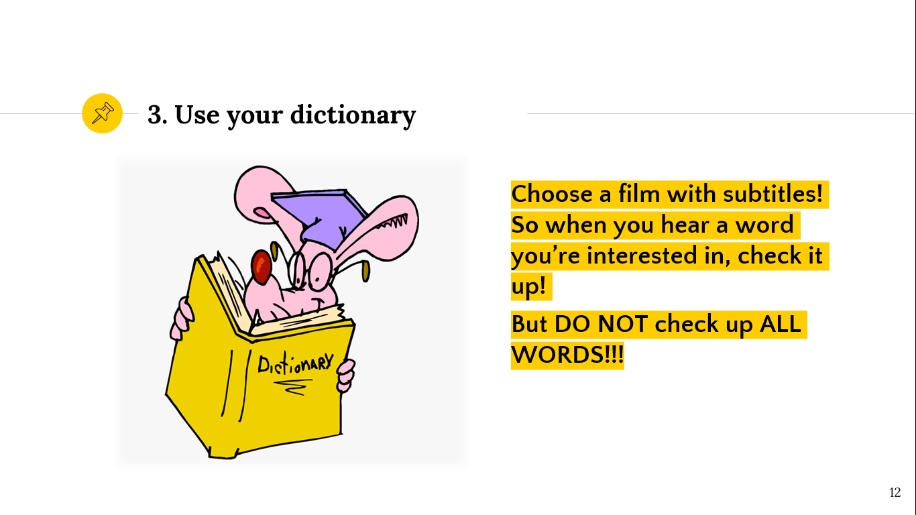 3. Use your dictionary
Dictionary
Choose a film with subtitles!
So when you hear a word
you’re interested in, check it
up!
But DO NOT check up ALL
WORDS!!!
12